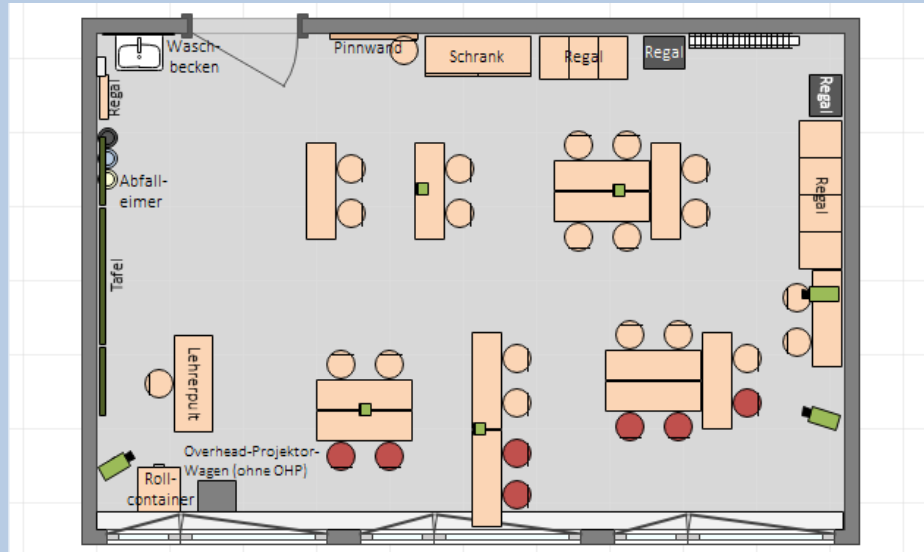 Wasch-
becken
Pinnwand
Schrank
Regal
Regal
Regal
Regal
Abfall-
eimer
Regal
Tafel
Lehrerpult
Overhead-Projektor-
Wagen (ohne OHP)
Roll-
container